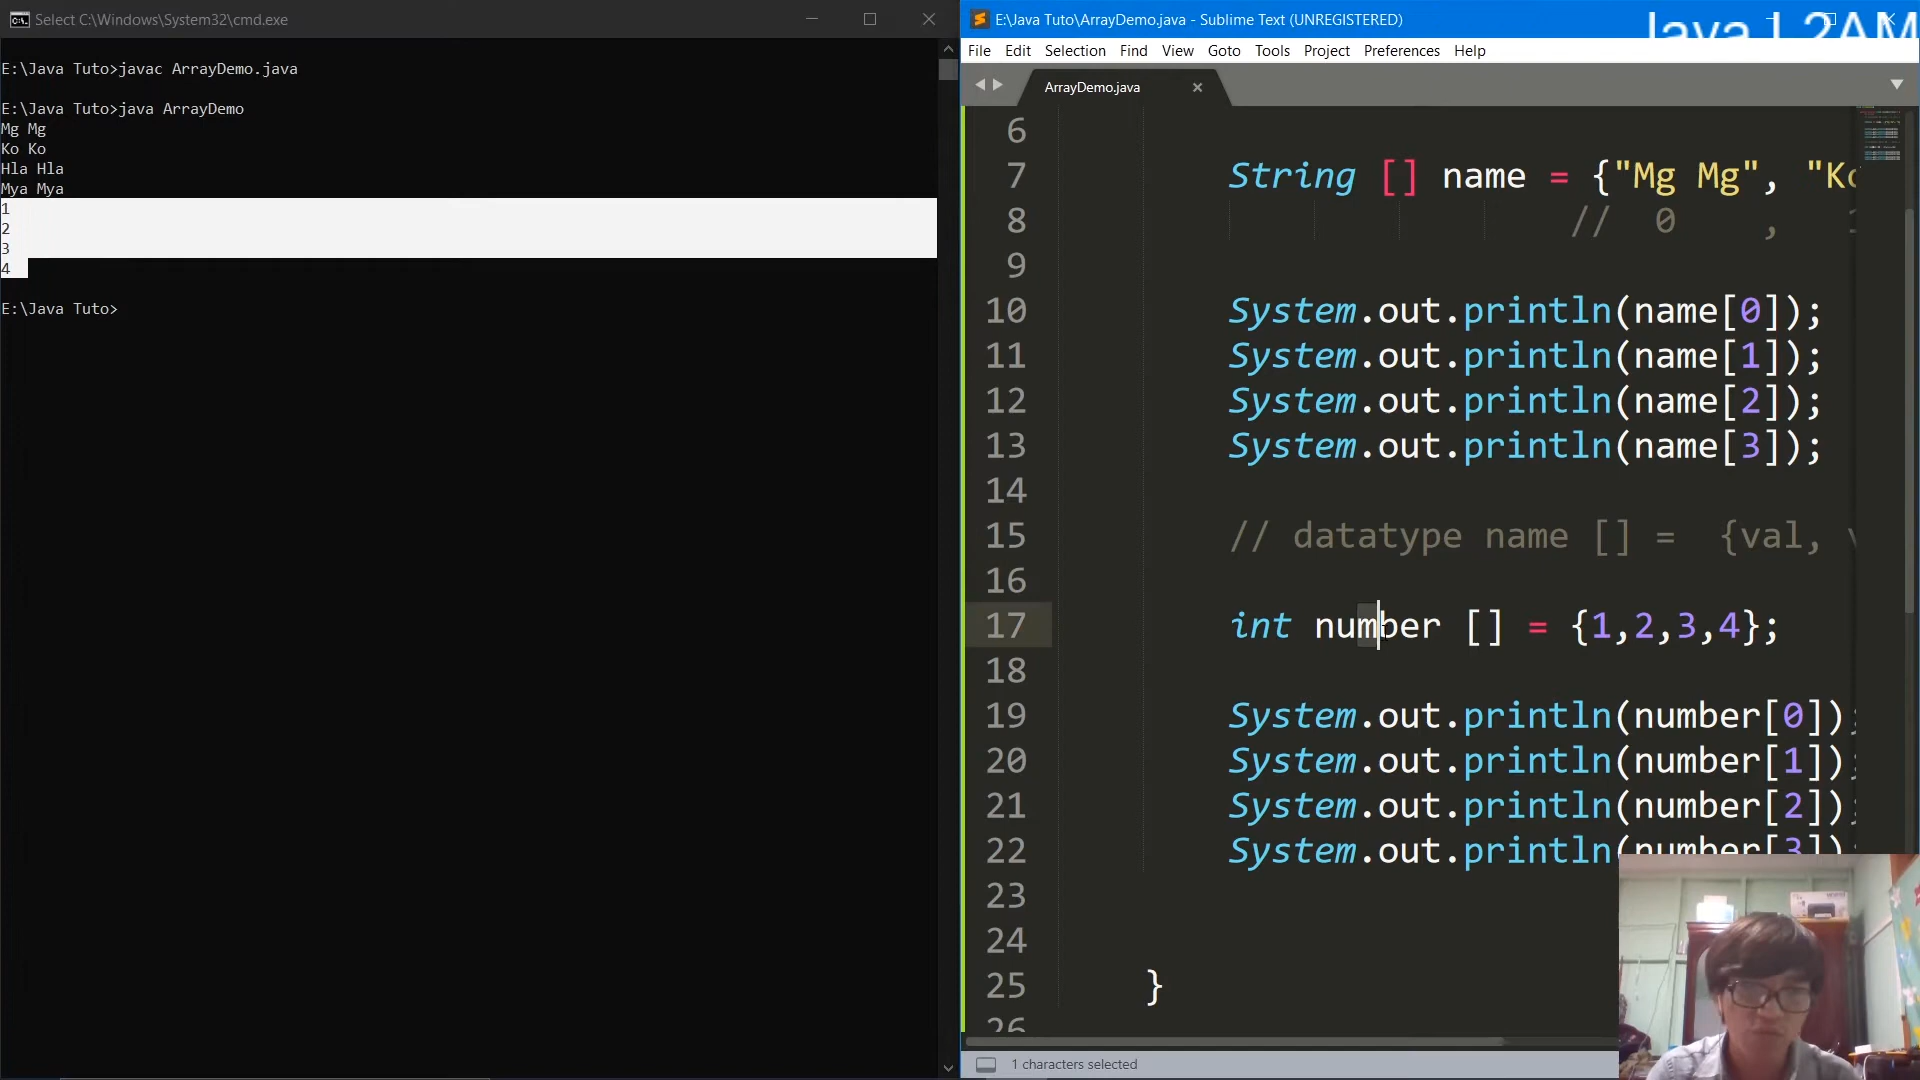 Select C:\Windows\System32\cmd.exe
E:\Java Tuto>javac ArrayDemo.java
E:\Java Tuto>java ArrayDemo
Mg Mg
Ko Ko
Hla Hla
Mya Mya
1
2
3
4
E:\Java Tuto>
E:\Java Tuto\ArrayDemo.java - Sublime Text (UNREGISTERED)
Java L2AM
File Edit Selection Find View Goto Tools Project Preferences Help
ArrayDemo.java
6
7 String [] name = {"Mg Mg", "Ko
8 // 0 ,
9
10 System.out.println(name[0]);
11 System.out.println(name[1]);
12 System.out.println(name[2]);
13 System.out.println(name[3]);
14
15 // datatype name [] = {val,
16
17 int number [] = {1,2,3,4};
18
19 System.out.println(number[0]);
20 System.out.println(number[1]);
21 System.out.println(number[2]);
22 System.out.println(number[3]);
23
24
25 }
26
1 characters selected